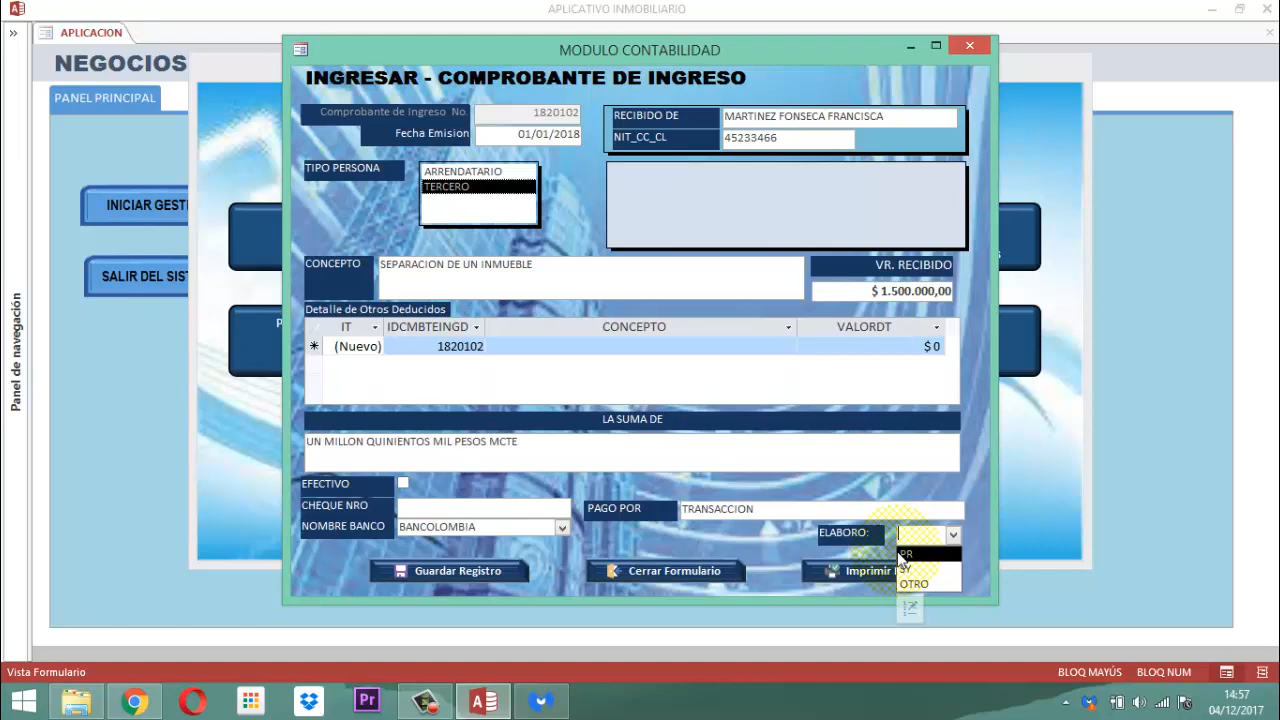 APLICATIVO INMOBILIARIO
APLICACION
NEGOCIOS
PANEL PRINCIPAL
INICIAR GESTI
SALIR DEL SIST
P
s
Panel de navegación
MODULO CONTABILIDAD
INGRESAR - COMPROBANTE DE INGRESO
Comprobante de Ingreso No. 1820102
Fecha Emision 01/01/2018
RECIBIDO DE MARTINEZ FONSECA FRANCISCA
NIT_CC_CL 45233466
TIPO PERSONA
ARRENDATARIO
TERCERO
CONCEPTO SEPARACION DE UN INMUEBLE
VR. RECIBIDO
$ 1.500.000,00
Detalle de Otros Deducidos
IT IDCMBTEINGD CONCEPTO VALORDT
(Nuevo) 1820102 $ 0
LA SUMA DE
UN MILLON QUINIENTOS MIL PESOS MCTE
EFECTIVO
CHEQUE NRO
NOMBRE BANCO BANCOLOMBIA
PAGO POR TRANSACCION
ELABORO:
PR
OTRO
Guardar Registro
Cerrar Formulario
Imprimir
Vista Formulario
BLOQ MAYÚS BLOQ NUM
Pr
14:57
04/12/2017